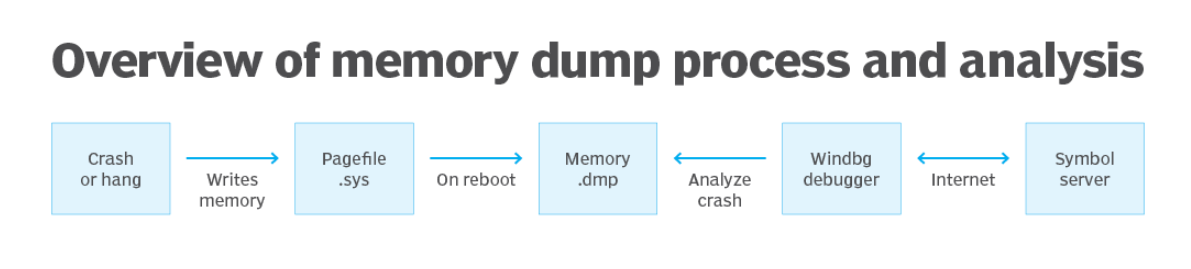 Overview of memory dump process and analysis
Crash
or hang
Writes
memory
Pagefile
.sys
On reboot
Memory
.dmp
Analyze
crash
Windbg
debugger
Internet
Symbol
server